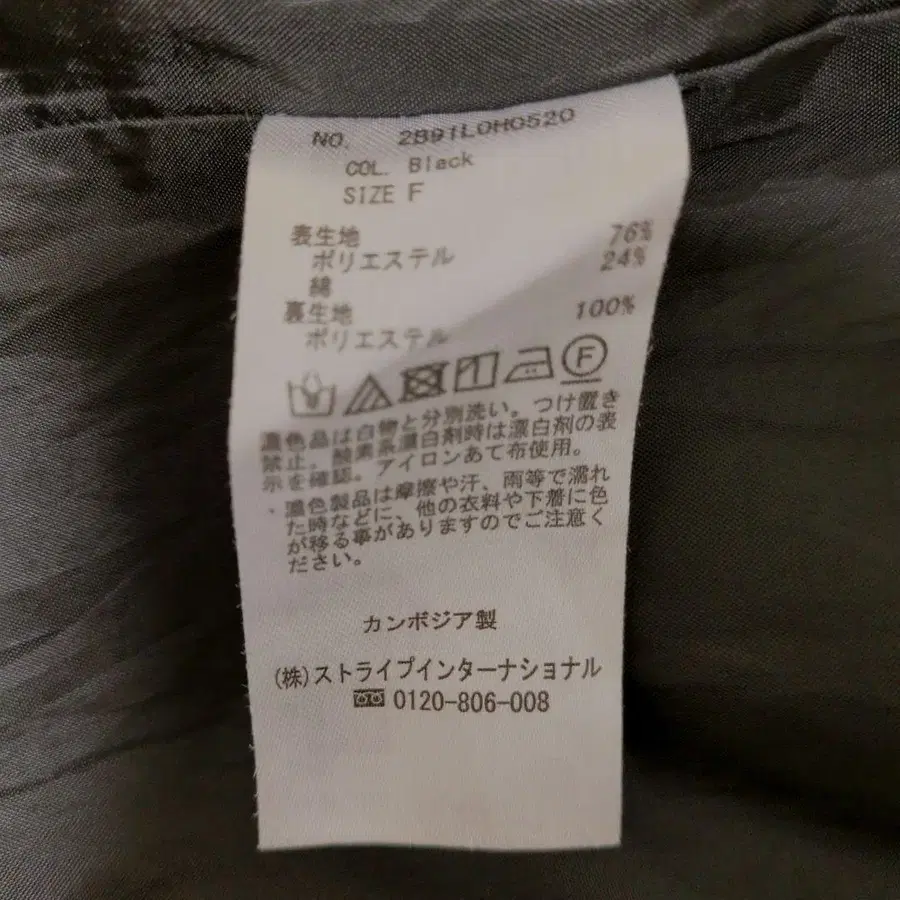 NO. 2B91L0H0520
COL. Black
SIZE F
表生地
ポリエステル 76%
綿 24%
裏生地
ポリエステル 100%
F
濃色品は白物と分別洗い。つけ置き
禁止。酸素系漂白剤時は漂白剤の表
示を確認。アイロンあて布使用。
・濃色製品は摩擦や汗、雨等で濡れ
た時などに、他の衣料や下着に色
が移る事がありますのでご注意く
ださい。
カンボジア製
(株)ストライプインターナショナル
0120-806-008